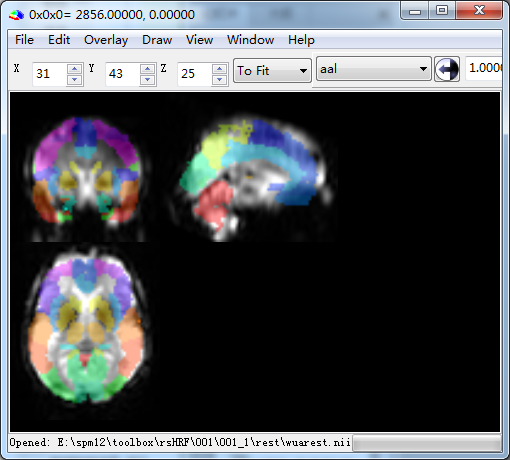 0x0x0= 2856.00000, 0.00000
File Edit Overlay Draw View Window Help
X 31 Y 43 Z 25 To Fit aal 1.0000
Opened: E:\spm12\toolbox\rsHRF\001\001_1\rest\wuarest.nii